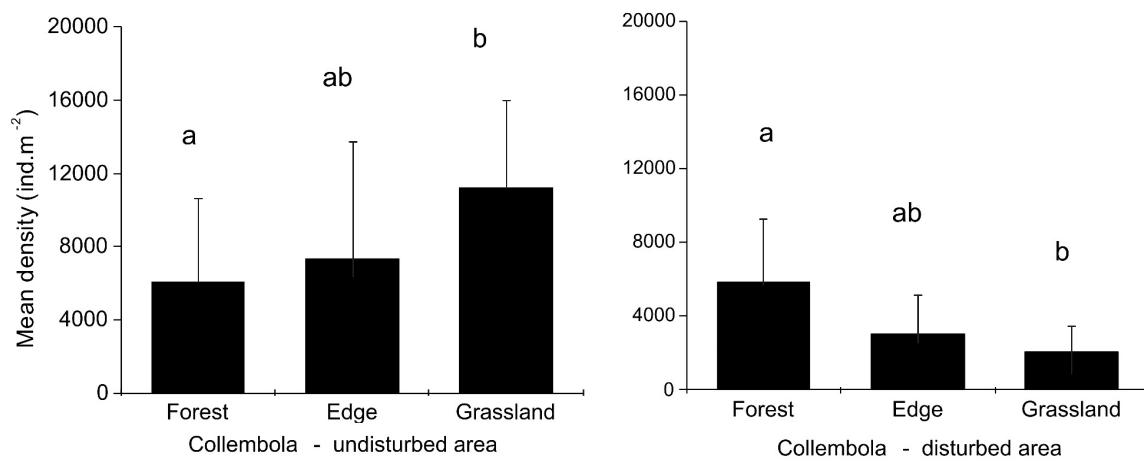 Mean density (ind.m⁻²)
20000
16000
12000
8000
4000
0
a
ab
b
Forest Edge Grassland
Collembola - undisturbed area
20000
16000
12000
8000
4000
0
a
ab
b
Forest Edge Grassland
Collembola - disturbed area